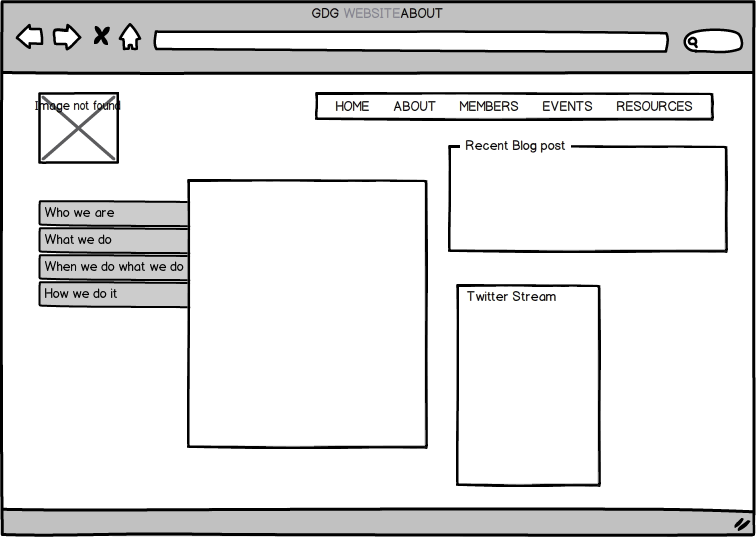 GDG WEBSITEABOUT
Image not found
HOME ABOUT MEMBERS EVENTS RESOURCES
Recent Blog post
Who we are
What we do
When we do what we do
How we do it
Twitter Stream